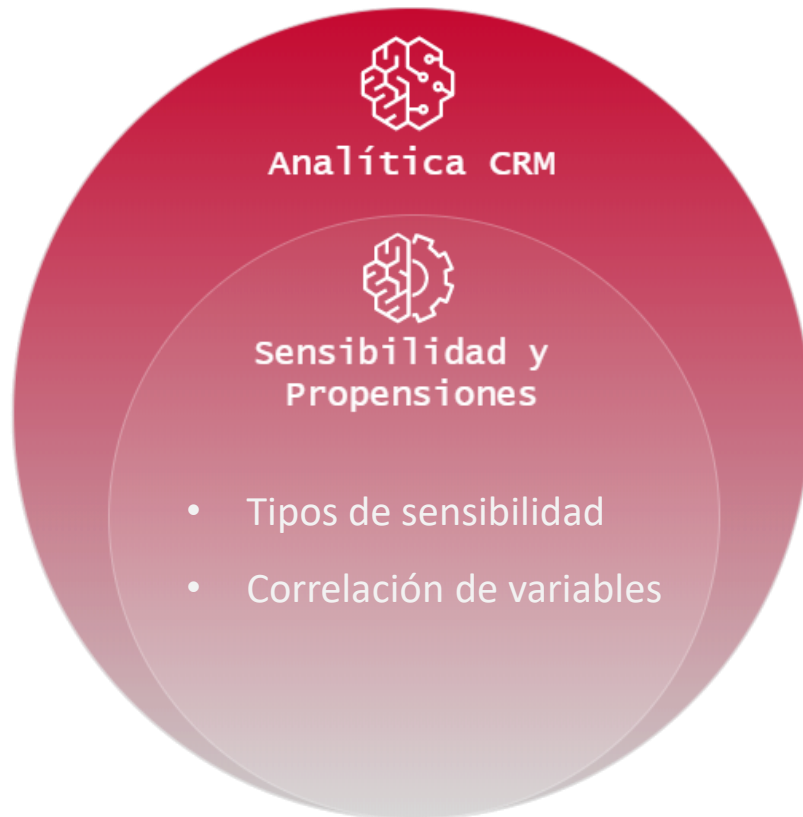 Analítica CRM
Sensibilidad y
Propensiones
• Tipos de sensibilidad
• Correlación de variables